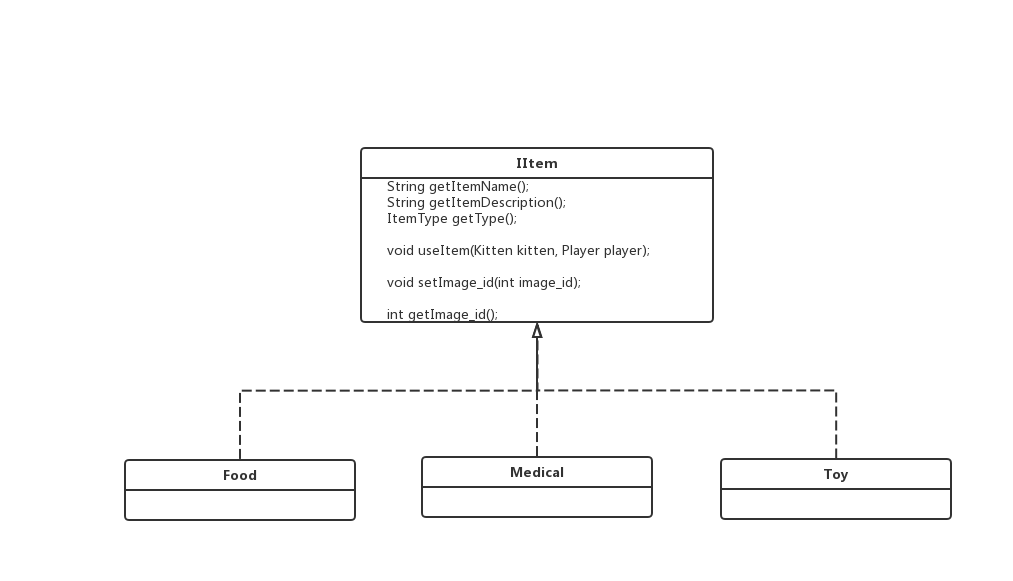 IItem
String getItemName();
String getItemDescription();
ItemType getType();
void useItem(Kitten kitten, Player player);
void setImage_id(int image_id);
int getImage_id();
Food
Medical
Toy